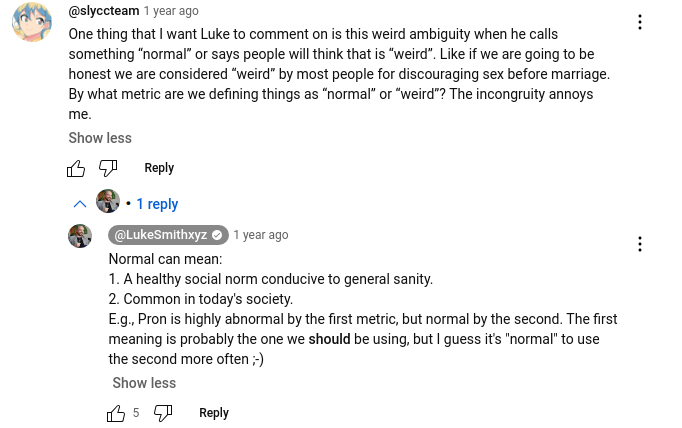 @slyccteam 1 year ago
One thing that I want Luke to comment on is this weird ambiguity when he calls
something “normal” or says people will think that is “weird”. Like if we are going to be
honest we are considered “weird” by most people for discouraging sex before marriage.
By what metric are we defining things as “normal” or “weird”? The incongruity annoys
me.
Show less
Reply
• 1 reply
@LukeSmithxyz 1 year ago
Normal can mean:
1. A healthy social norm conducive to general sanity.
2. Common in today's society.
E.g., Pron is highly abnormal by the first metric, but normal by the second. The first
meaning is probably the one we should be using, but I guess it's "normal" to use
the second more often ;-)
Show less
5 Reply